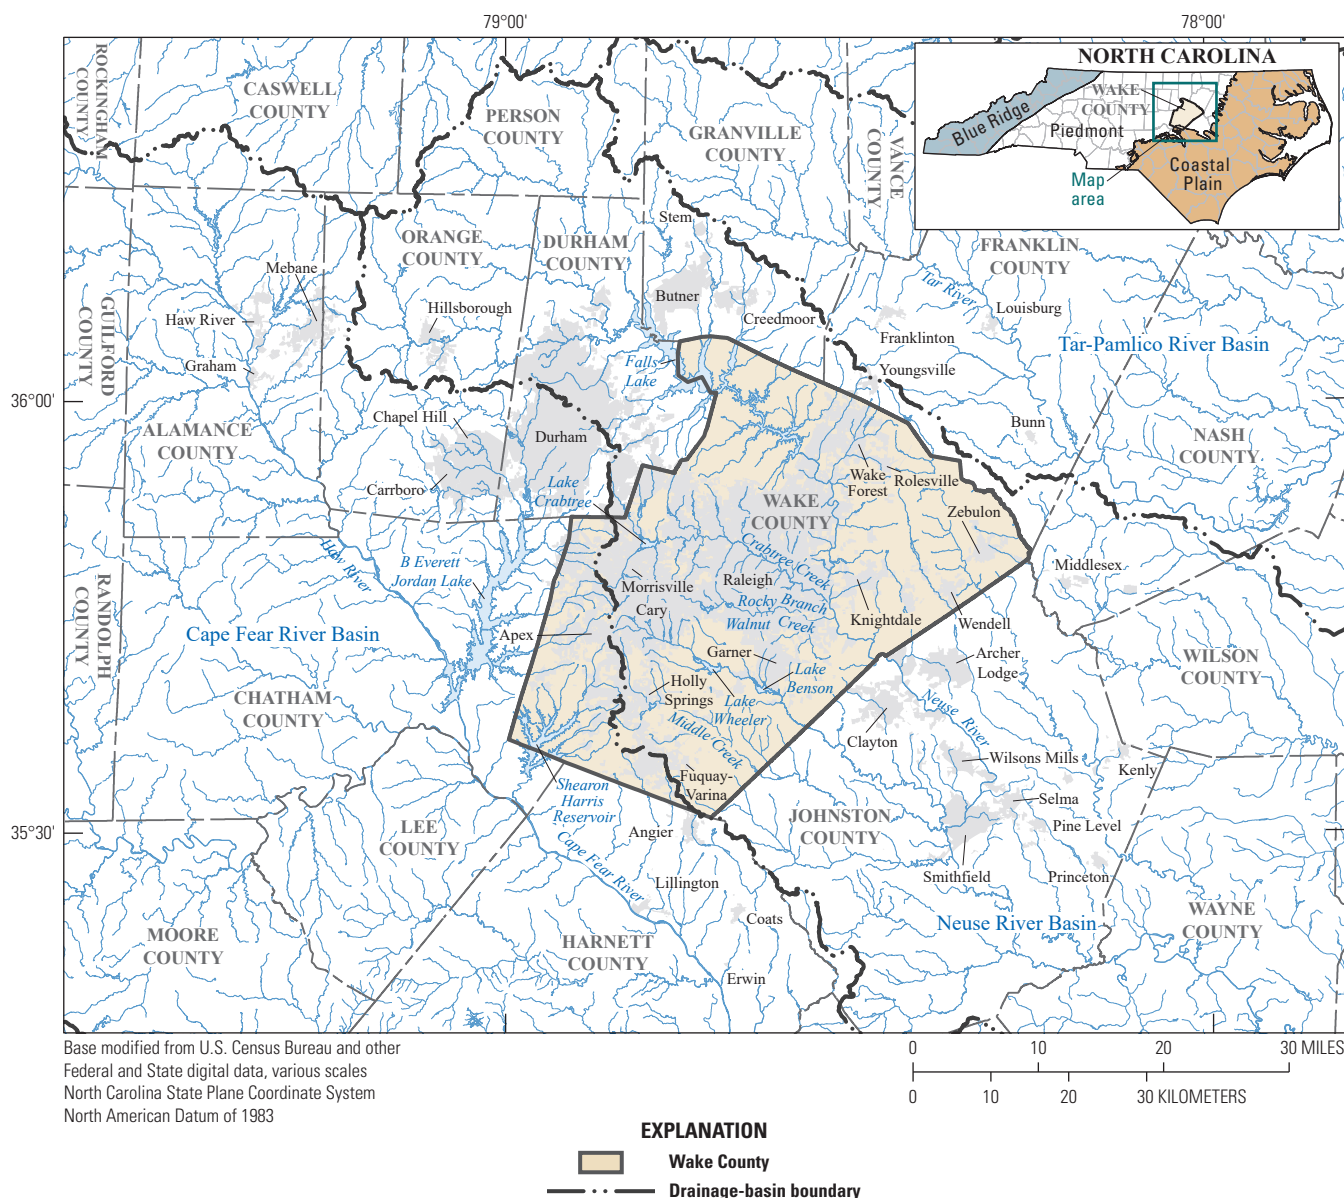 79°00'
78°00'
NORTH CAROLINA
WAKE
COUNTY
Blue Ridge
Piedmont
Coastal
Plain
Map
area
ROCKINGHAM
COUNTY
CASWELL
COUNTY
PERSON
COUNTY
GRANVILLE
COUNTY
VANCE
COUNTY
FRANKLIN
COUNTY
ORANGE
COUNTY
DURHAM
COUNTY
Stem
Mebane
Haw River
Graham
Hillsborough
Butner
Creedmoor
Tar River
Louisburg
Franklinton
Tar-Pamlico River Basin
GUILFORD
COUNTY
Falls
Lake
Youngsville
36°00'
Chapel Hill
Durham
Bunn
ALAMANCE
COUNTY
NASH
COUNTY
Carrboro
Lake
Crabtree
Wake
Forest
Rolesville
WAKE
COUNTY
Zebulon
Haw River
B Everett
Jordan Lake
Crabtree Creek
Morrisville
Raleigh
Cary
Rocky Branch
Walnut Creek
Knightdale
Middlesex
Wendell
RANDOLPH
COUNTY
Cape Fear River Basin
Apex
Garner
Archer
Lodge
WILSON
COUNTY
CHATHAM
COUNTY
Holly
Springs
Lake
Benson
Lake
Wheeler
Middle Creek
Neuse River
Clayton
Wilsons Mills
Kenly
Fuquay-
Varina
Shearon
Harris
Reservoir
Selma
Pine Level
35°30'
LEE
COUNTY
Angier
JOHNSTON
COUNTY
Cape Fear River
Smithfield
Princeton
Lillington
Coats
Neuse River Basin
WAYNE
COUNTY
MOORE
COUNTY
HARNETT
COUNTY
Erwin
Base modified from U.S. Census Bureau and other
Federal and State digital data, various scales
North Carolina State Plane Coordinate System
North American Datum of 1983
0 10 20 30 MILES
0 10 20 30 KILOMETERS
EXPLANATION
Wake County
Drainage-basin boundary